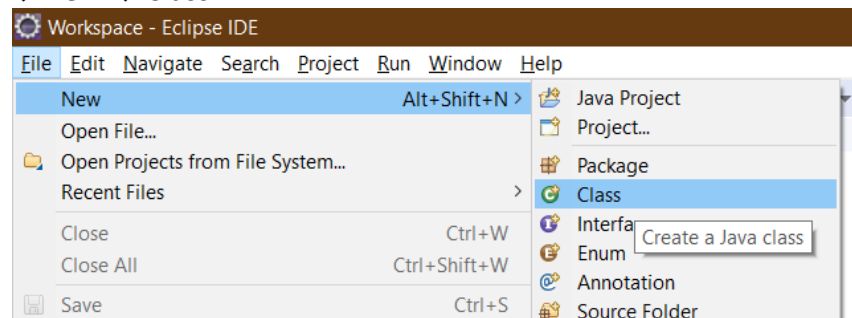 Workspace - Eclipse IDE
File Edit Navigate Search Project Run Window Help
New Alt+Shift+N >
Open File...
Open Projects from File System...
Recent Files >
Close Ctrl+W
Close All Ctrl+Shift+W
Save Ctrl+S
Java Project
Project...
Package
Class
Interfa
Create a Java class
Enum
Annotation
Source Folder